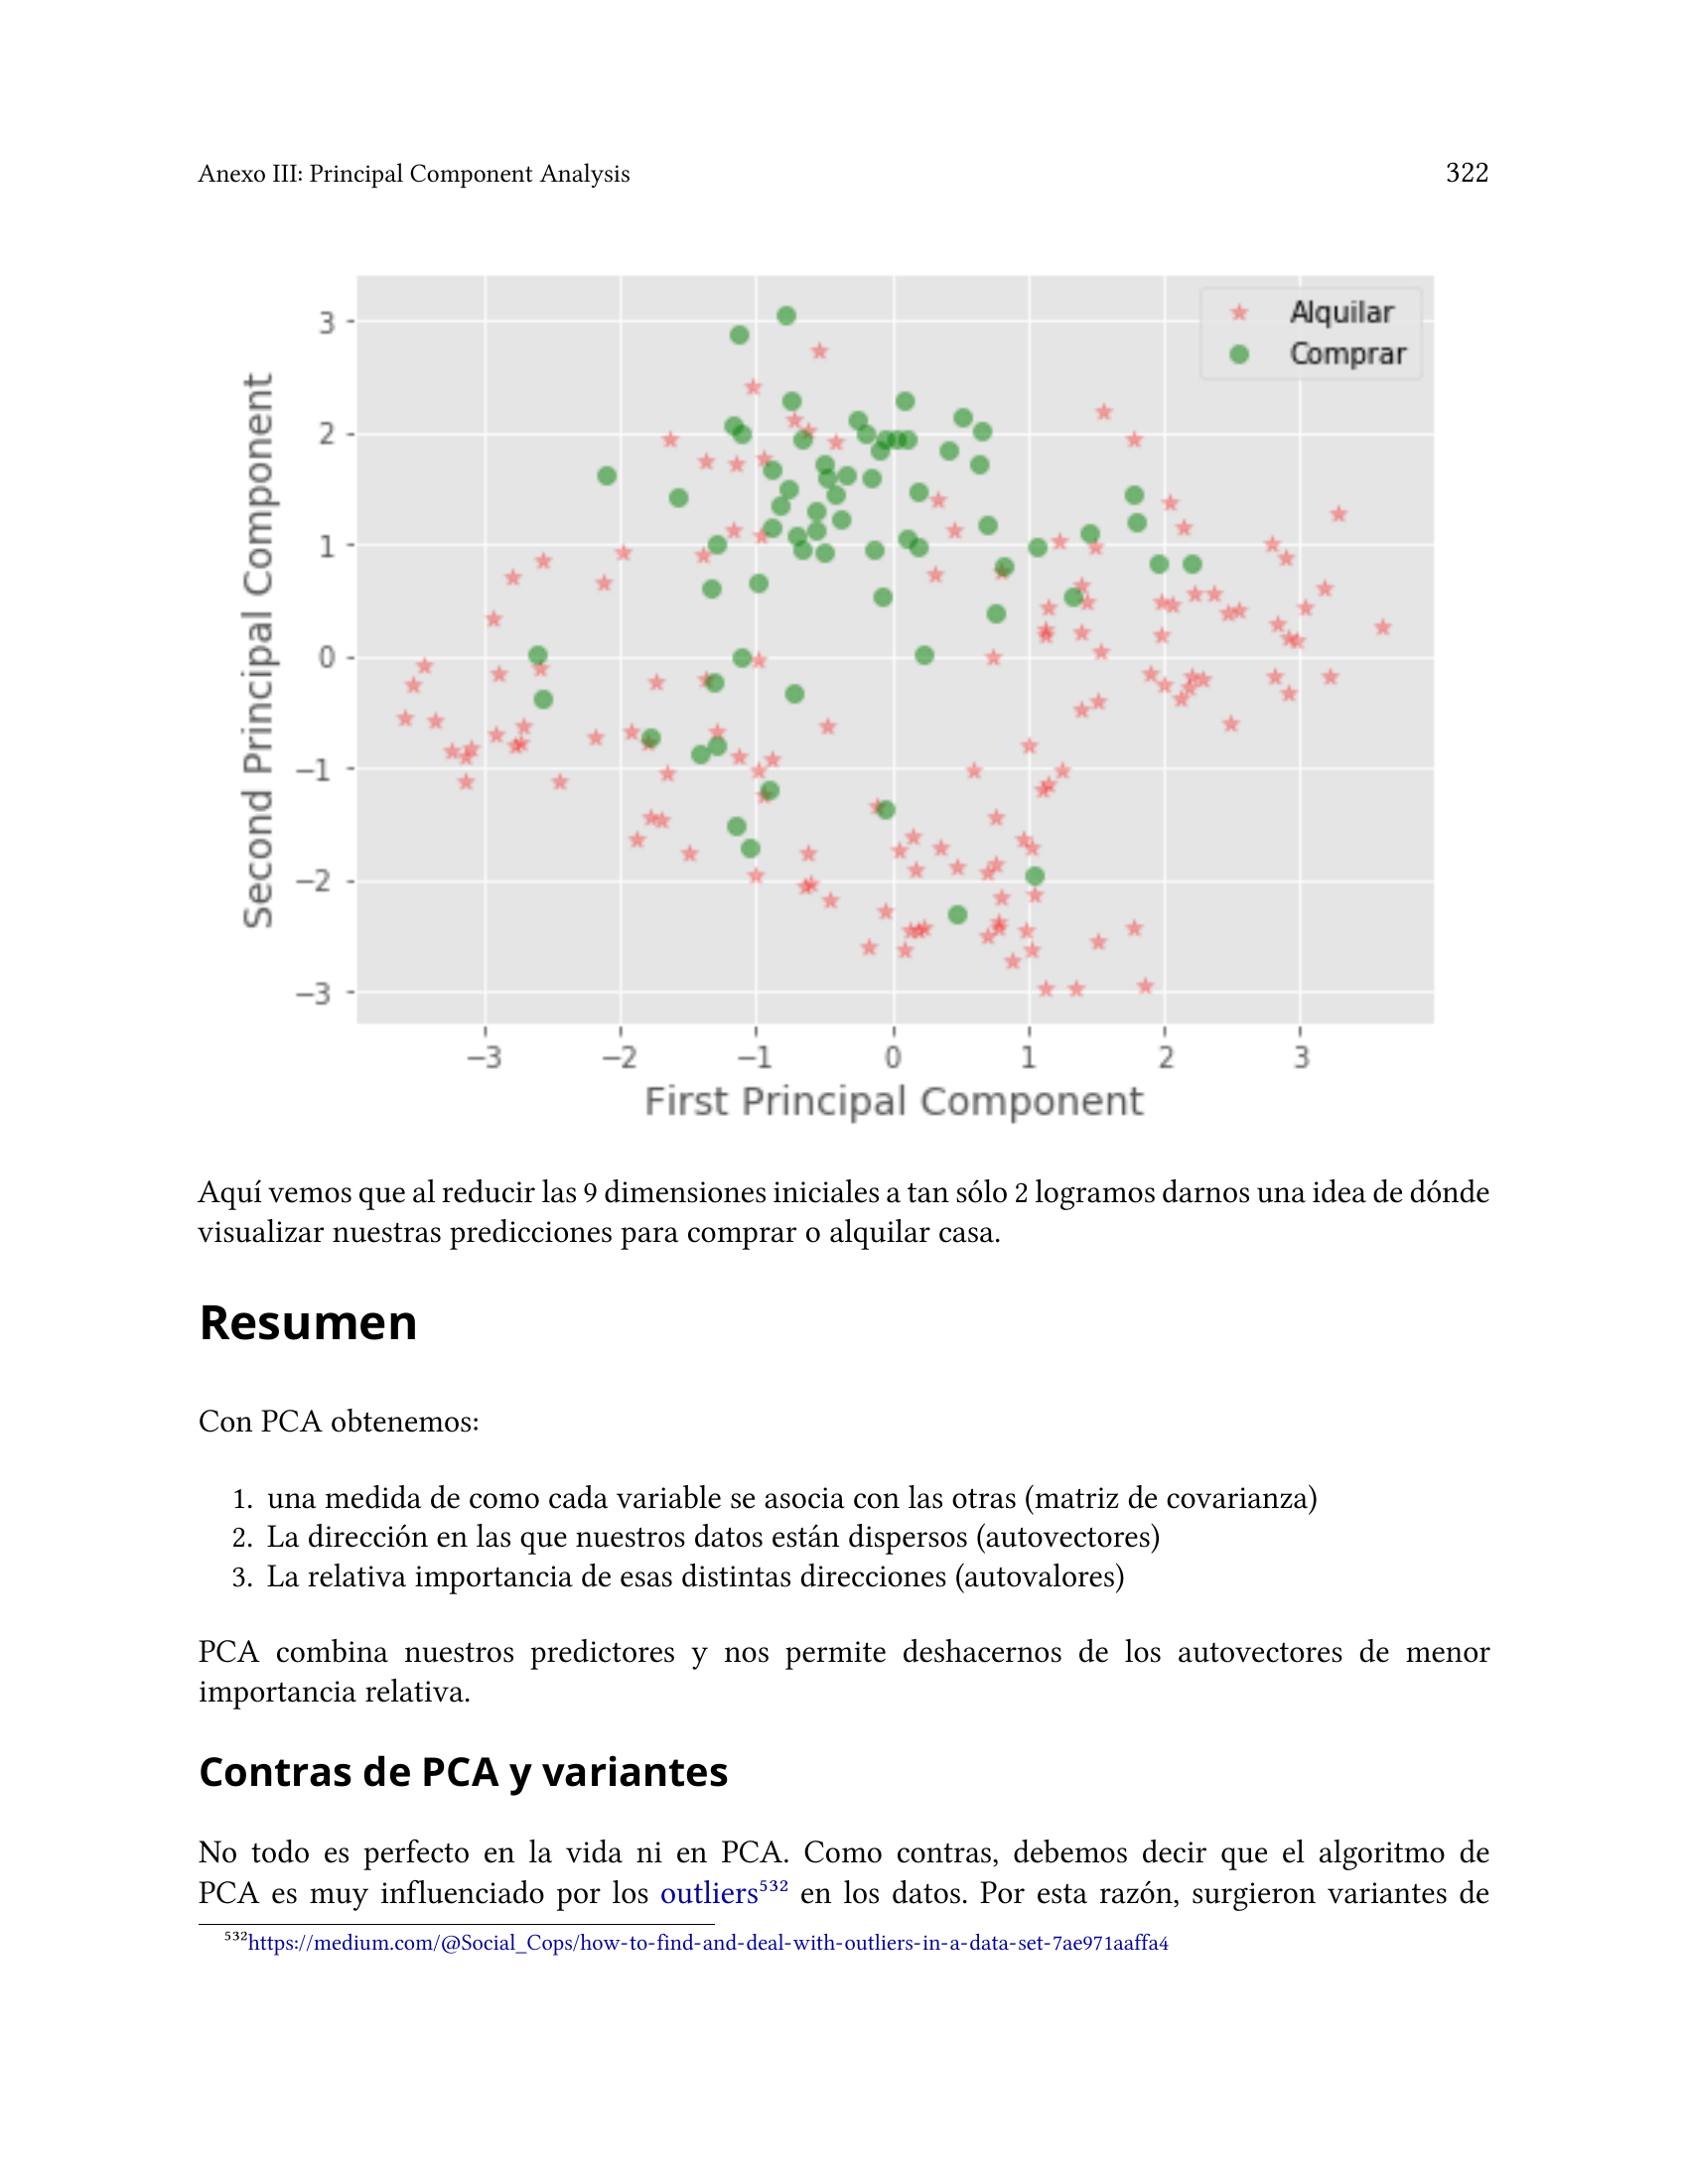 Anexo III: Principal Component Analysis
322
Alquilar
Comprar
3
2
1
0
−1
−2
−3
Second Principal Component
−3
−2
−1
0
1
2
3
First Principal Component
Aquí vemos que al reducir las 9 dimensiones iniciales a tan sólo 2 logramos darnos una idea de dónde
visualizar nuestras predicciones para comprar o alquilar casa.
Resumen
Con PCA obtenemos:
1. una medida de como cada variable se asocia con las otras (matriz de covarianza)
2. La dirección en las que nuestros datos están dispersos (autovectores)
3. La relativa importancia de esas distintas direcciones (autovalores)
PCA combina nuestros predictores y nos permite deshacernos de los autovectores de menor
importancia relativa.
Contras de PCA y variantes
No todo es perfecto en la vida ni en PCA. Como contras, debemos decir que el algoritmo de
PCA es muy influenciado por los outliers⁵³² en los datos. Por esta razón, surgieron variantes de
⁵³²https://medium.com/@Social_Cops/how-to-find-and-deal-with-outliers-in-a-data-set-7ae971aaffa4